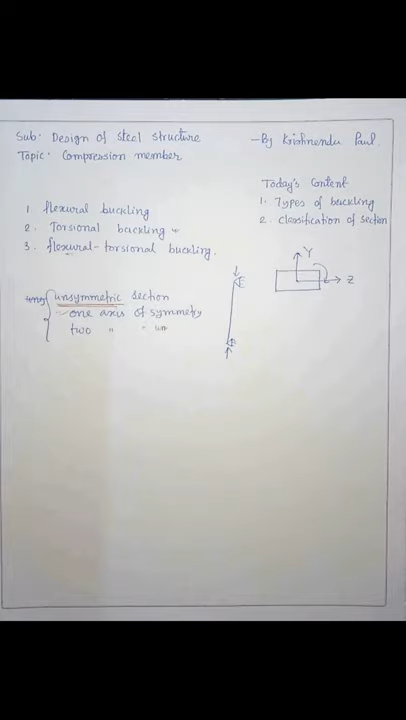 Sub. Design of steel structure
Topic. Compression member
- By Krishnendu Paul.
Today's Content
1. Types of buckling
2. Classification of section
1. flexural buckling
2. Torsional backling
3. flexural-torsional buckling.
unsymmetric section
one axis of symmetry
two " "
Y
Z